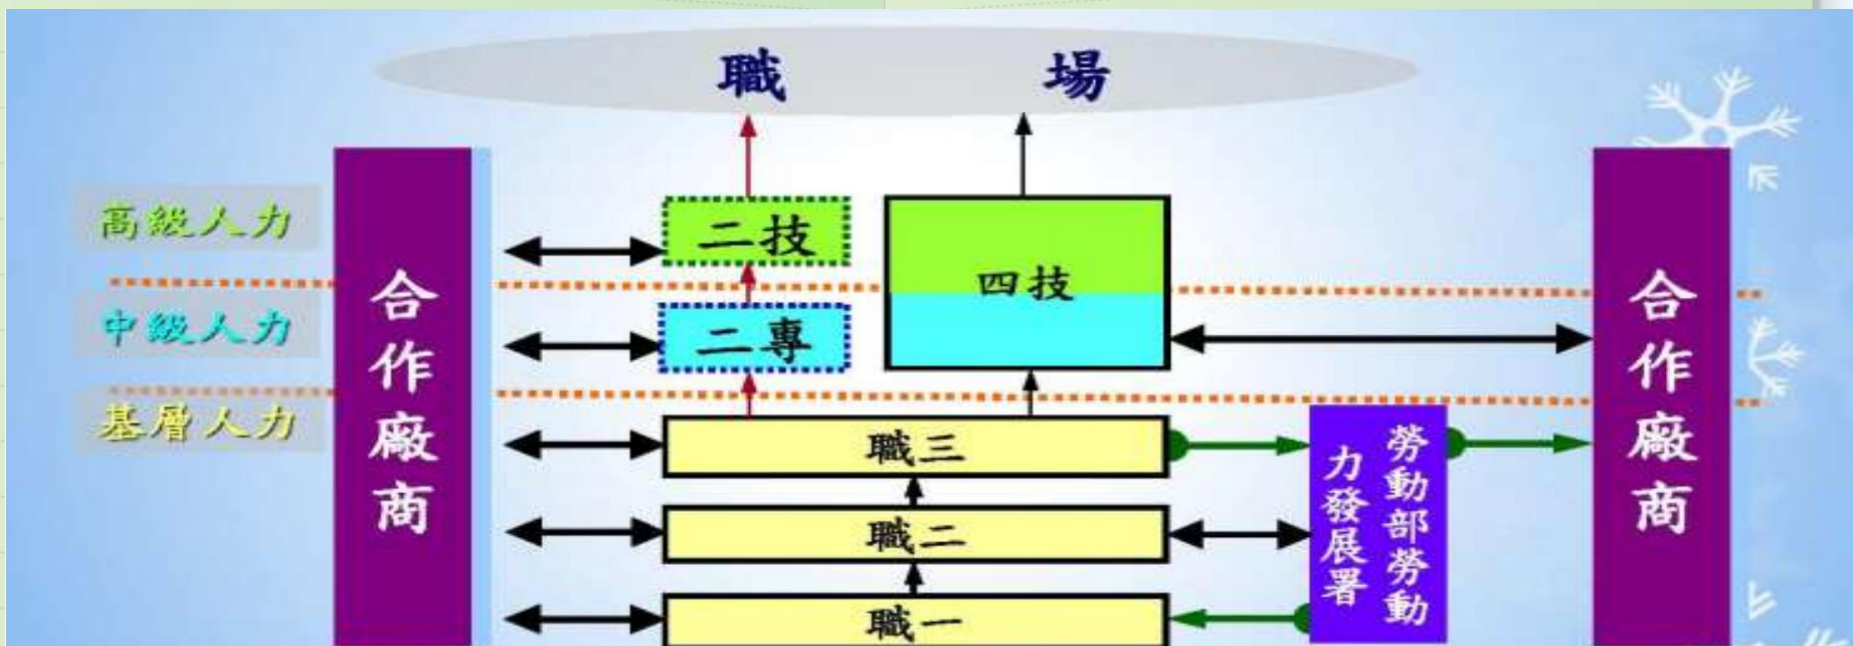 職場
高級人力
中級人力
基層人力
合作廠商
二技
二專
四技
職三
職二
職一
勞動部勞動
力發展署
合作廠商